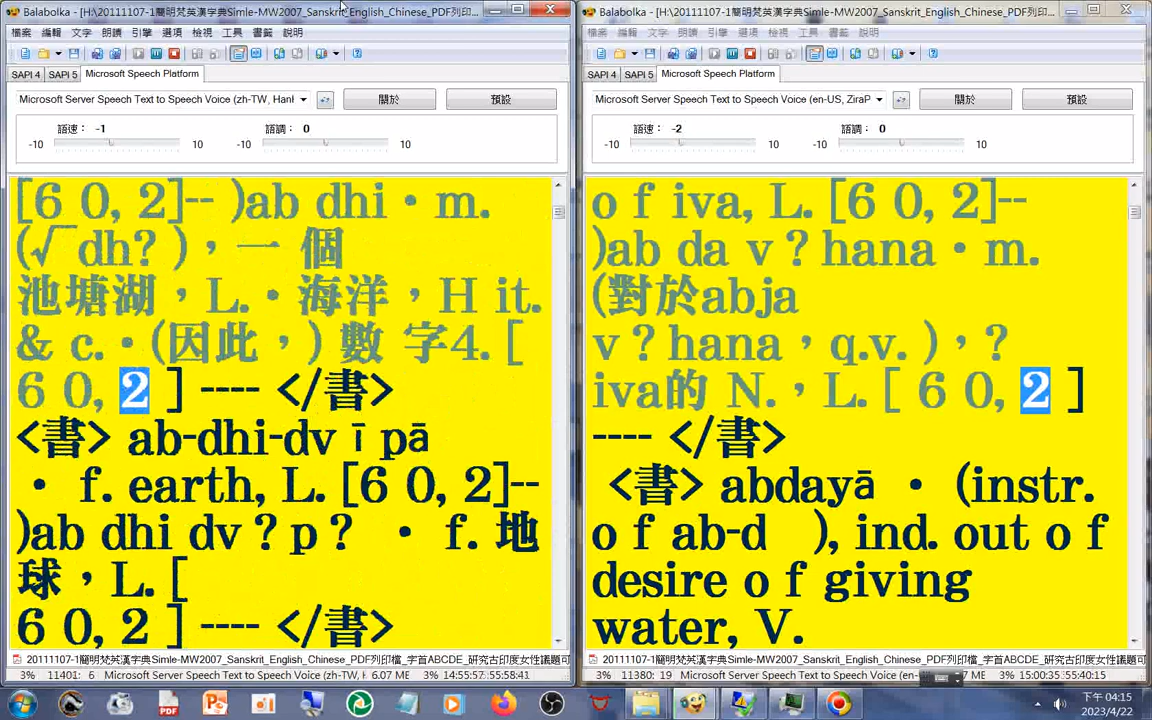 Balabolka - [H:\20111107-1簡明梵英漢字典Simle-MW2007_Sanskrit_English_Chinese_PDF列印...
檔案 編輯 文字 朗讀 引擎 選項 檢視 工具 書籤 說明
SAPI 4 SAPI 5 Microsoft Speech Platform
Microsoft Server Speech Text to Speech Voice (zh-TW, Hanl
關於 預設
語速： -1 語調： 0
-10 10 -10 10
[6 0, 2]-- )ab dhi‧m.
(√dh? )，一 個
池塘湖，L.‧海洋，H it.
& c.‧(因此，) 數 字4. [
6 0, 2 ] ---- </書>
<書> ab-dhi-dv ī pā
‧ f. earth, L. [6 0, 2]--
)ab dhi dv ? p ? ‧ f. 地
球，L. [
6 0, 2 ] ---- </書>
20111107-1簡明梵英漢字典Simle-MW2007_Sanskrit_English_Chinese_PDF列印檔_字首ABCDE_研究古印度女性議題可
3% 11401: 6 Microsoft Server Speech Text to Speech Voice (zh-TW, H 6.07 MB 14:55:57::55:58:41
Balabolka - [H:\20111107-1簡明梵英漢字典Simle-MW2007_Sanskrit_English_Chinese_PDF列印...
檔案 編輯 文字 朗讀 引擎 選項 檢視 工具 書籤 說明
SAPI 4 SAPI 5 Microsoft Speech Platform
Microsoft Server Speech Text to Speech Voice (en-US, ZiraP
關於 預設
語速： -2 語調： 0
-10 10 -10 10
o f iva, L. [6 0, 2]--
)ab da v ? hana‧m.
(對於abja
v ? hana，q.v. )，?
iva的 N.，L. [ 6 0, 2 ]
---- </書>
<書> abdayā ‧ (instr.
o f ab-d ), ind. out o f
desire o f giving
water, V.
20111107-1簡明梵英漢字典Simle-MW2007_Sanskrit_English_Chinese_PDF列印檔_字首ABCDE_研究古印度女性議題可
3% 11380: 19 Microsoft Server Speech Text to Speech Voice (en-U 7 MB 15:00:35::55:40:15
下午 04:15
2023/4/22